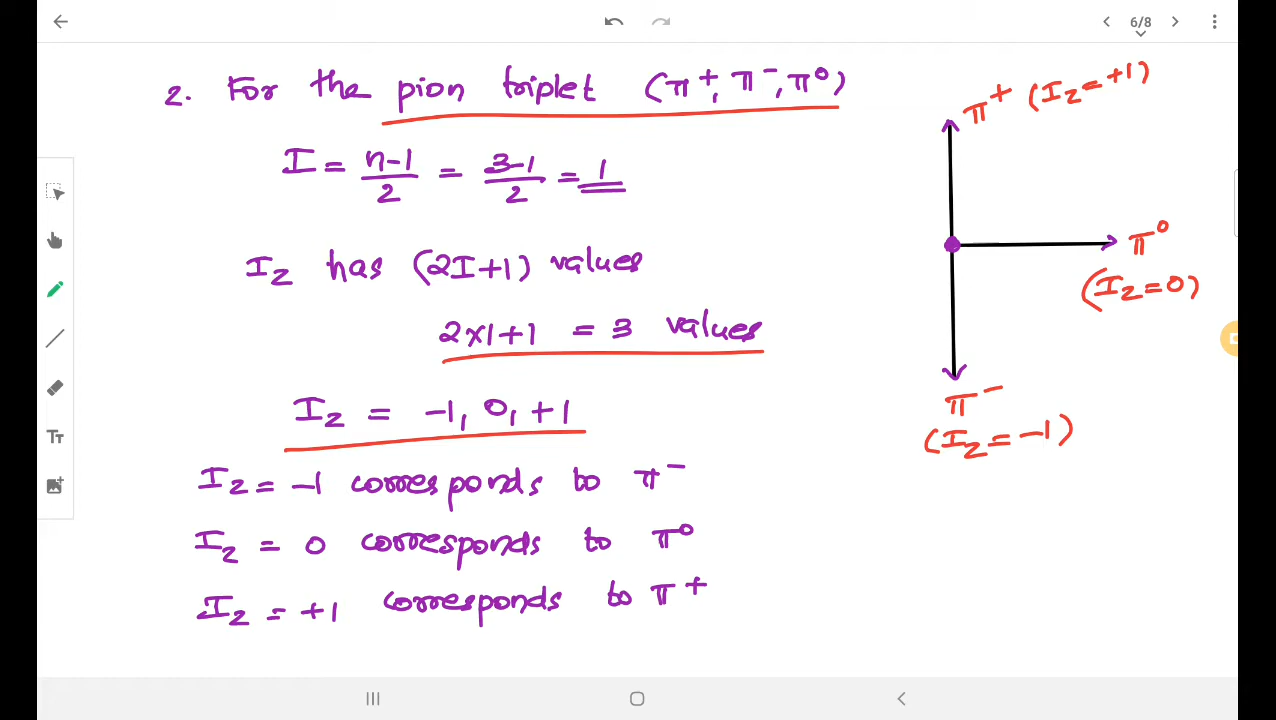 6/8
2. For the pion triplet (π⁺, π⁻, π⁰)
I = n-1/2 = 3-1/2 = 1
I_z has (2I+1) values
2×1+1 = 3 values
I_z = -1, 0, +1
I_z = -1 corresponds to π⁻
I_z = 0 corresponds to π⁰
I_z = +1 corresponds to π⁺
π⁺ (I_z = +1)
π⁰
(I_z = 0)
π⁻
(I_z = -1)
Tт